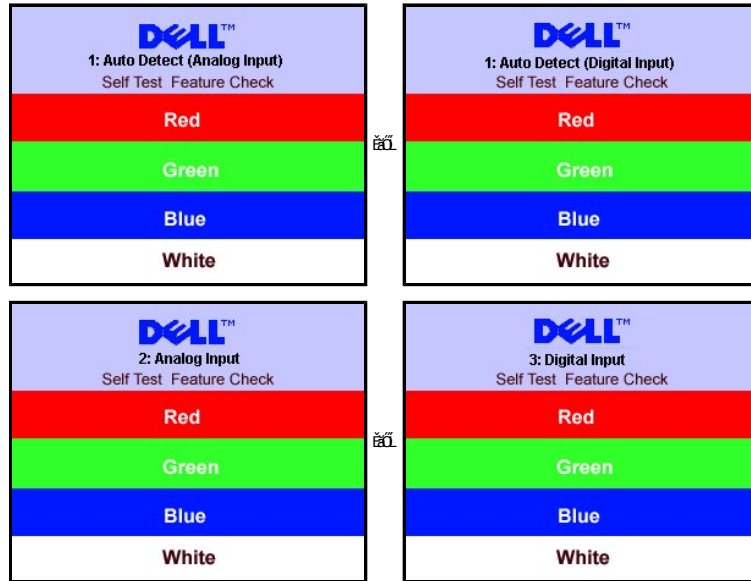 DELL™
1: Auto Detect (Analog Input)
Self Test Feature Check
Red
Green
Blue
White
DELL™
1: Auto Detect (Digital Input)
Self Test Feature Check
Red
Green
Blue
White
DELL™
2: Analog Input
Self Test Feature Check
Red
Green
Blue
White
DELL™
3: Digital Input
Self Test Feature Check
Red
Green
Blue
White